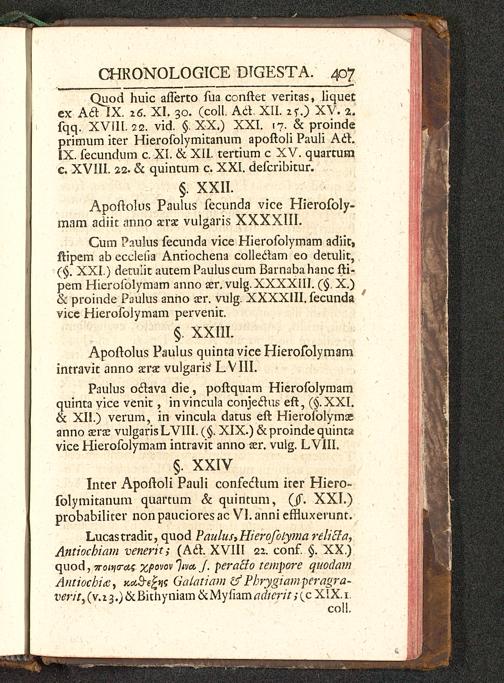 CHRONOLOGICE DIGESTA. 407
Quod huic aſſerto ſua conſtet veritas, liquet
ex Act IX. 26. XI. 30. (coll. Act. XII. 25.) XV. 2.
ſqq. XVIII. 22. vid. §. XX.) XXI. 17. & proinde
primum iter Hieroſolymitanum apoſtoli Pauli Act.
IX. ſecundum c. XI. & XII. tertium c XV. quartum
c. XVIII. 22. & quintum c. XXI. deſcribitur.
§. XXII.
Apoſtolus Paulus ſecunda vice Hieroſoly-
mam adiit anno æræ vulgaris XXXXIII.
Cum Paulus ſecunda vice Hieroſolymam adiit,
ſtipem ab eccleſia Antiochena collectam eo detulit,
(§. XXI.) detulit autem Paulus cum Barnaba hanc ſti-
pem Hieroſolymam anno ær. vulg. XXXXIII. (§. X.)
& proinde Paulus anno ær. vulg. XXXXIII. ſecunda
vice Hieroſolymam pervenit.
§. XXIII.
Apoſtolus Paulus quinta vice Hieroſolymam
intravit anno æræ vulgaris LVIII.
Paulus octava die, poſtquam Hieroſolymam
quinta vice venit, in vincula conjectus eſt, (§. XXI.
& XII.) verum, in vincula datus eſt Hieroſolymæ
anno æræ vulgaris LVIII. (§. XIX.) & proinde quinta
vice Hieroſolymam intravit anno ær. vulg. LVIII.
§. XXIV
Inter Apoſtoli Pauli confectum iter Hiero-
ſolymitanum quartum & quintum, (§. XXI.)
probabiliter non pauciores ac VI. anni effluxerunt.
Lucas tradit, quod Paulus, Hieroſolyma relicta,
Antiochiam venerit; (Act. XVIII 22. conf. §. XX.)
quod, ποιησας χρονον τινα ſ. peracto tempore quodam
Antiochiæ, καθεξης Galatiam & Phrygiam peragra-
verit, (v. 23.) & Bithyniam & Myſiam adierit; (c XIX. 1
coll.